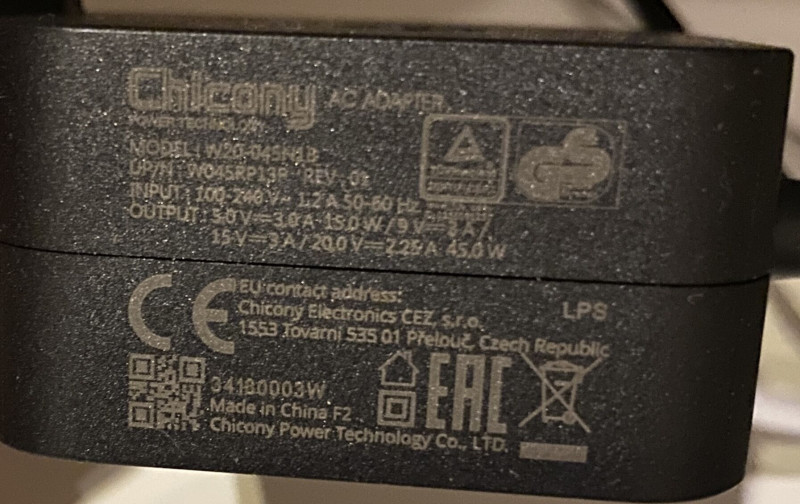 Chicony AC ADAPTER
POWER TECHNOLOGY
MODEL: W20-045N1B
UP/N: W045RP13P REV: 01
INPUT: 100-240 V~ 1.2 A 50-60 Hz
OUTPUT: 5.0 V⎓3.0 A 15.0 W / 9 V⎓3 A /
15 V⎓3 A / 20.0 V⎓2.25 A 45.0 W
CE
EU contact address:
Chicony Electronics CEZ, s.r.o.
1553 Tovarni 535 01 Přelouč, Czech Republic
LPS
34180003W
Made in China F2
Chicony Power Technology Co., LTD.
EAC